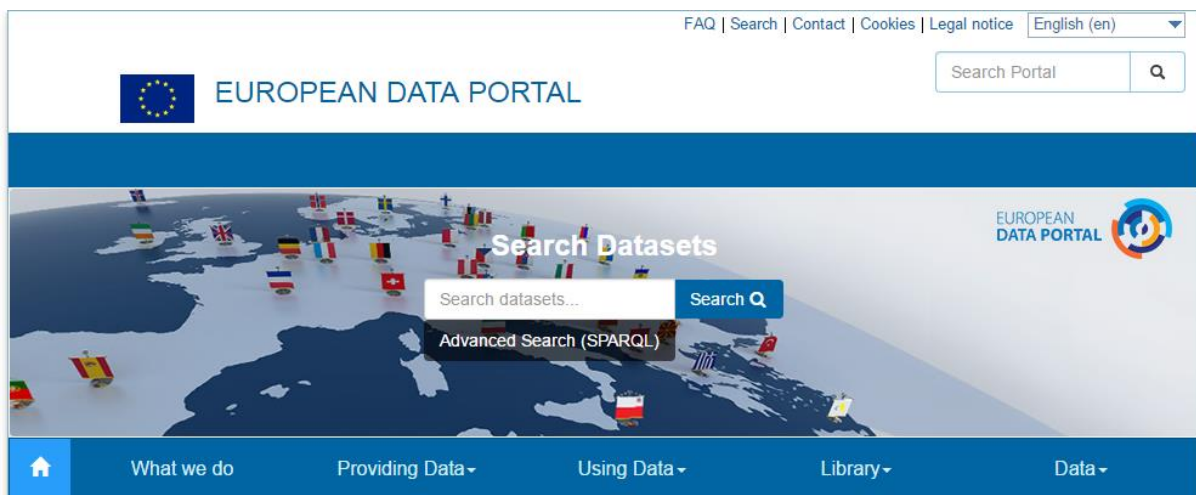 FAQ | Search | Contact | Cookies | Legal notice English (en)
Search Portal
EUROPEAN DATA PORTAL
EUROPEAN
DATA PORTAL
Search Datasets
Search datasets... Search
Advanced Search (SPARQL)
What we do Providing Data Using Data Library Data